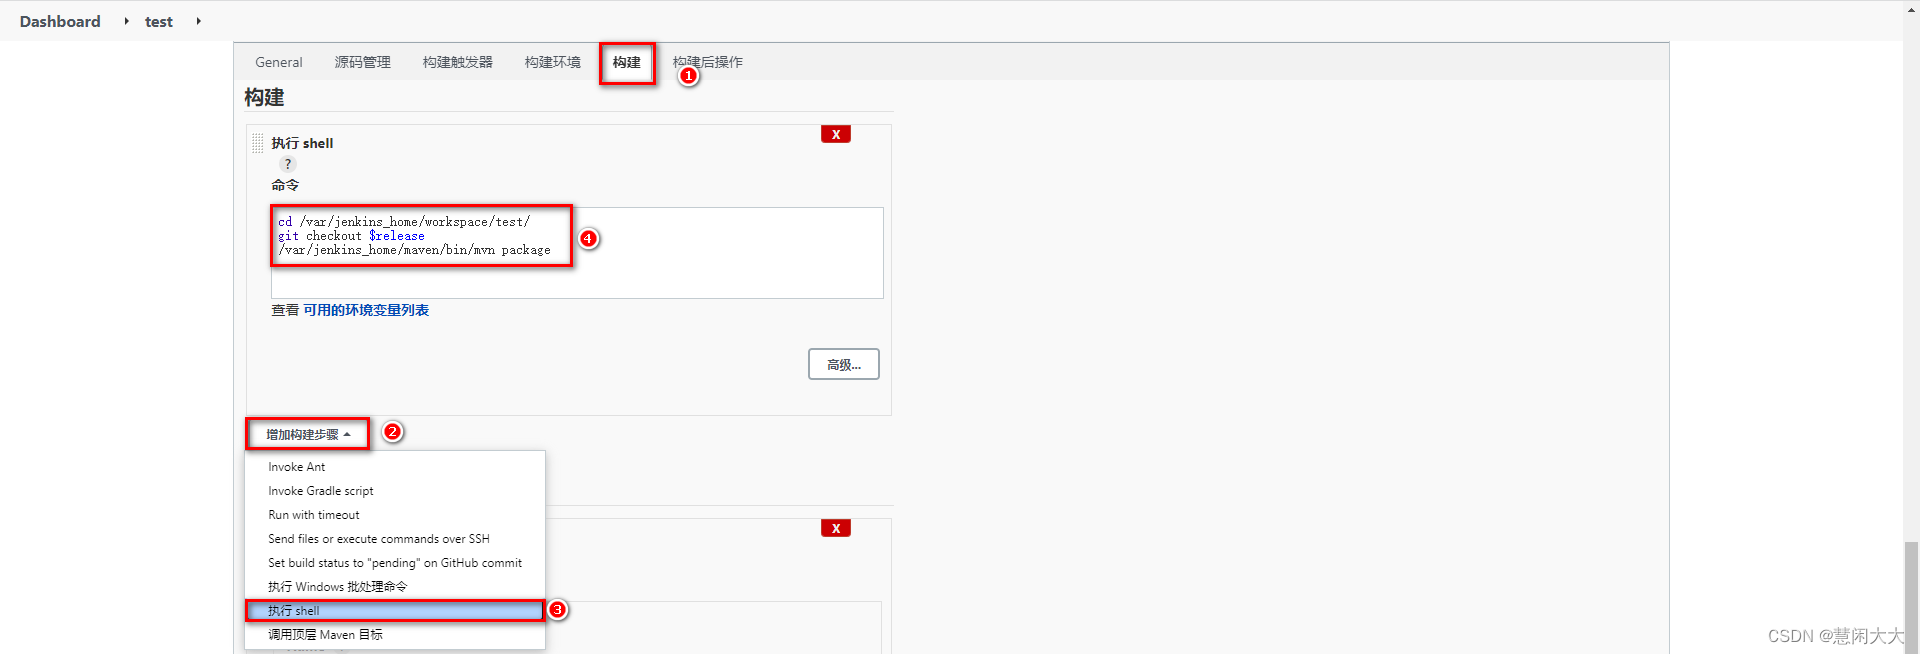 Dashboard test
General 源码管理 构建触发器 构建环境 构建 构建后操作
1
构建
执行 shell
X
?
命令
cd /var/jenkins_home/workspace/test/
git checkout $release
/var/jenkins_home/maven/bin/mvn package
4
查看 可用的环境变量列表
高级...
增加构建步骤
2
Invoke Ant
Invoke Gradle script
Run with timeout
Send files or execute commands over SSH
X
Set build status to "pending" on GitHub commit
执行 Windows 批处理命令
执行 shell
3
调用顶层 Maven 目标
CSDN @慧闲大大